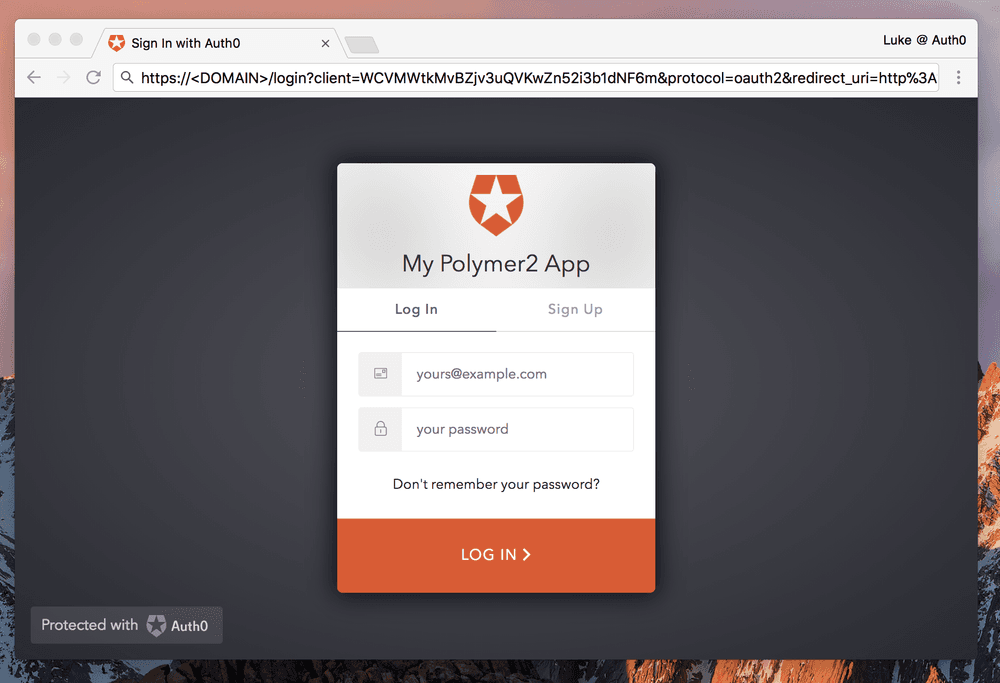 Sign In with Auth0
Luke @ Auth0
https://<DOMAIN>/login?client=WCVMWtkMvBZjv3uQVKwZn52i3b1dNF6m&protocol=oauth2&redirect_uri=http%3A
My Polymer2 App
Log In
Sign Up
yours@example.com
your password
Don't remember your password?
LOG IN
Protected with Auth0